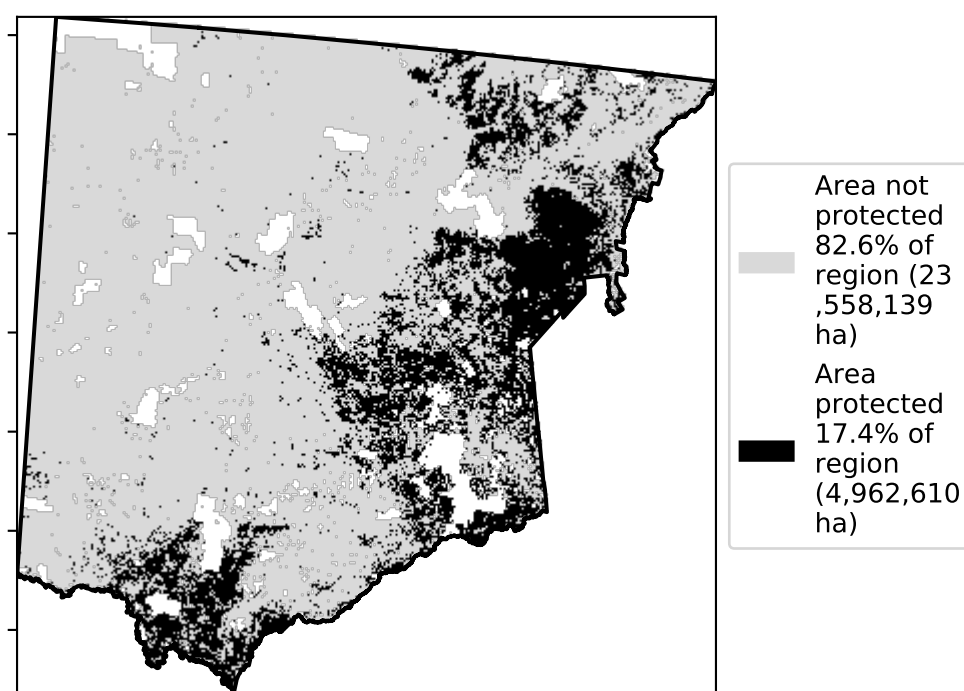 Area not
protected
82.6% of
region (23
,558,139
ha)
Area
protected
17.4% of
region
(4,962,610
ha)